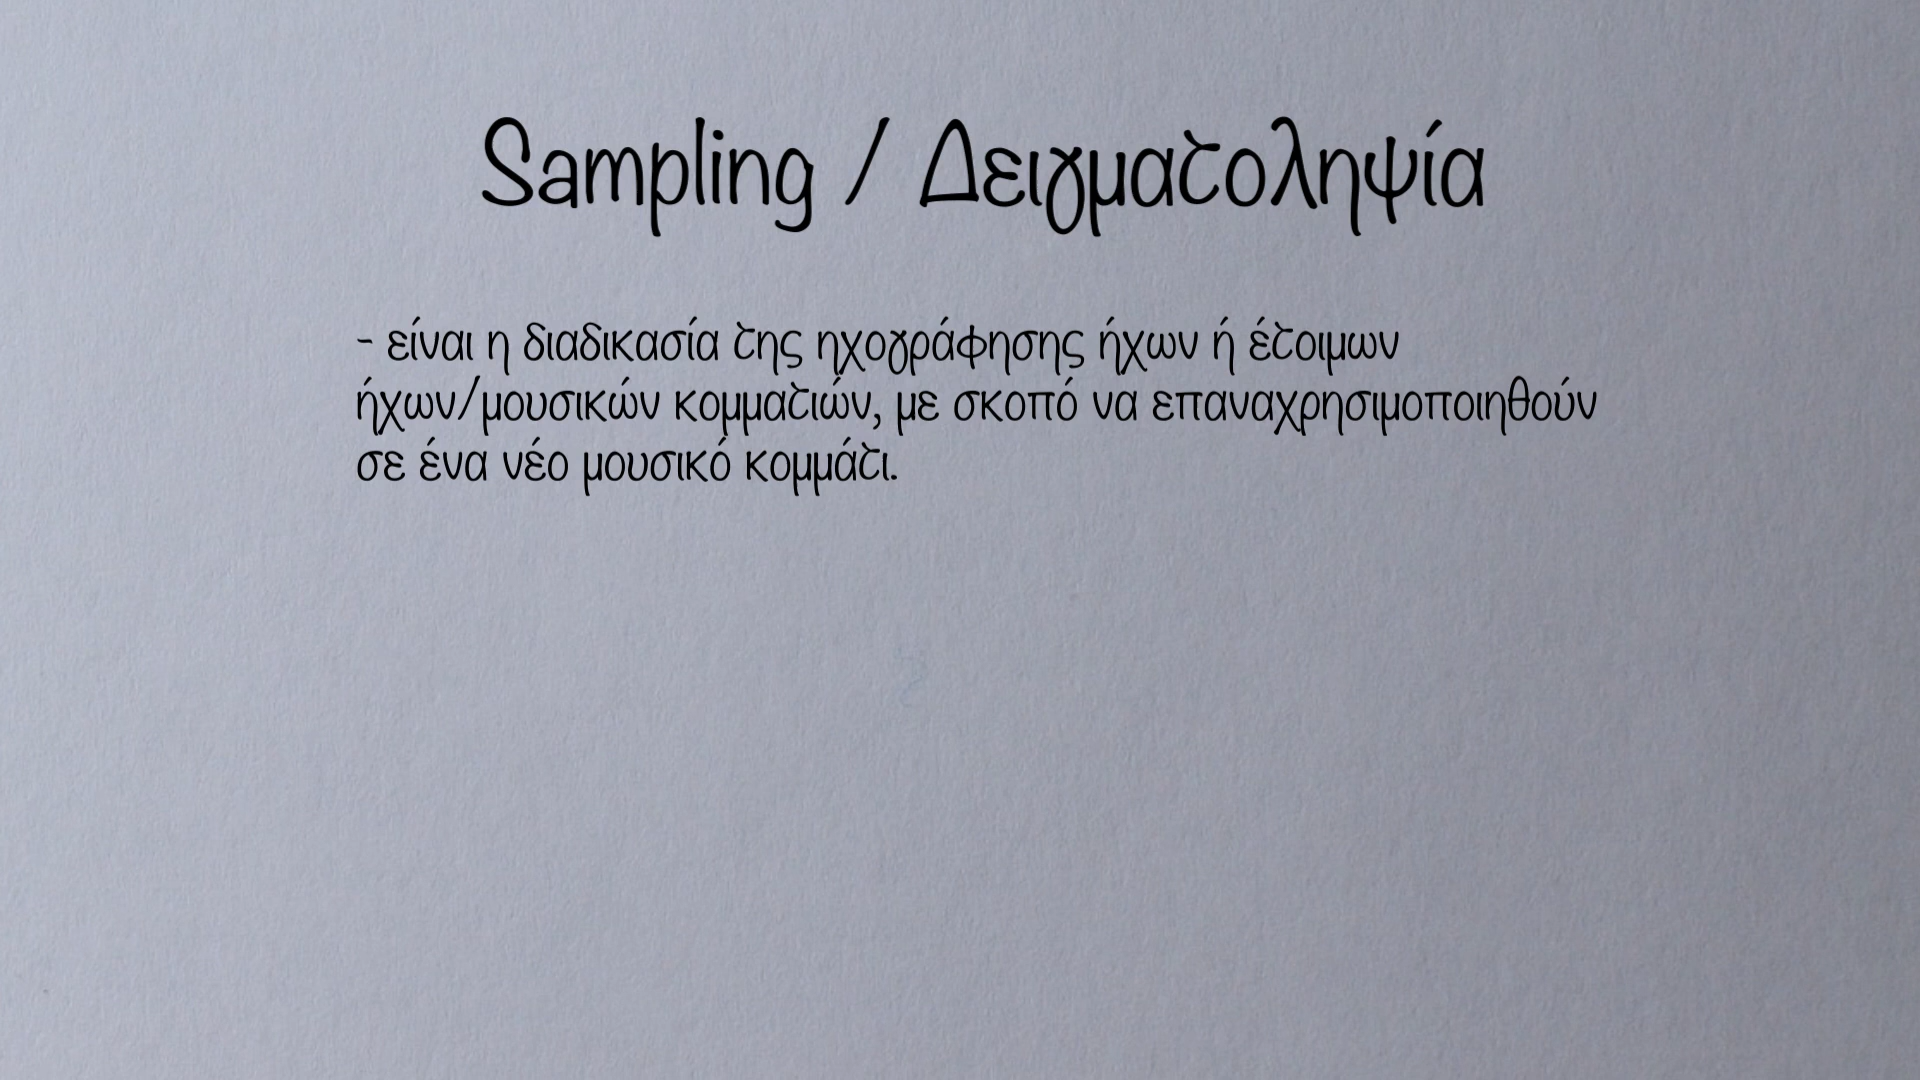 Sampling / Δειγματοληψία
- είναι η διαδικασία της ηχογράφησης ήχων ή έτοιμων
ήχων/μουσικών κομματιών, με σκοπό να επαναχρησιμοποιηθούν
σε ένα νέο μουσικό κομμάτι.